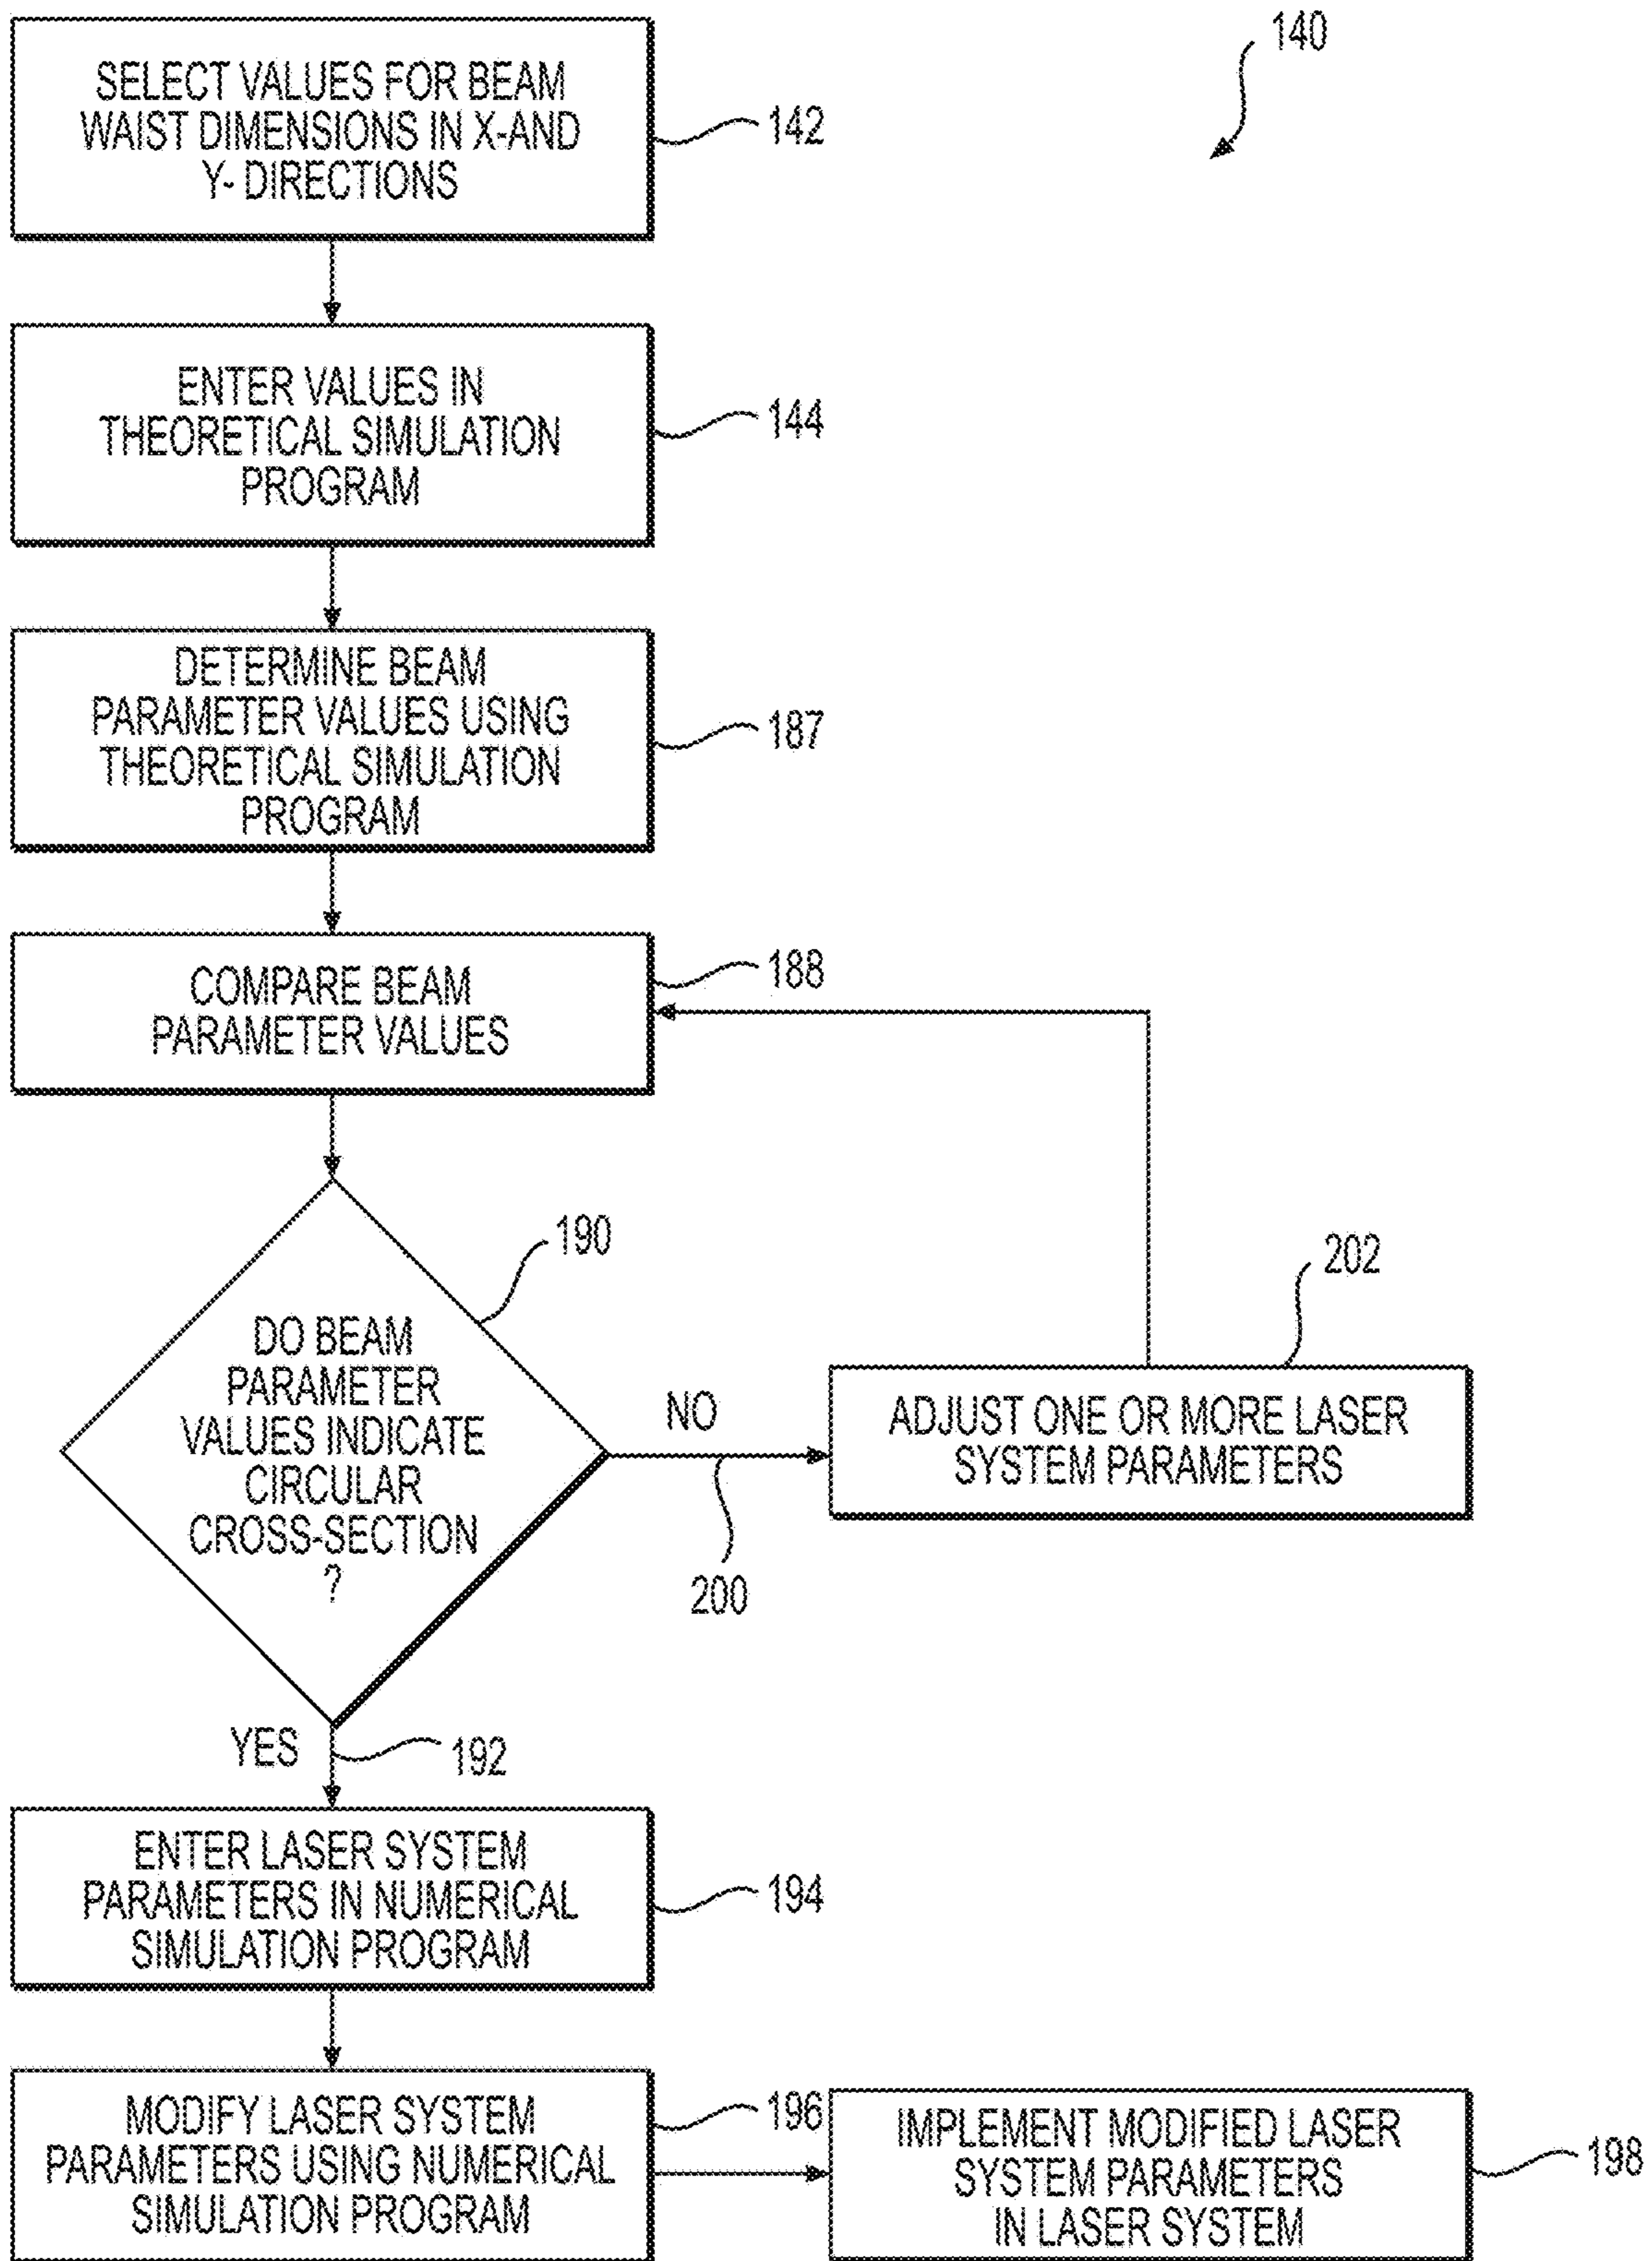 140
SELECT VALUES FOR BEAM
WAIST DIMENSIONS IN X-AND
Y- DIRECTIONS
142
ENTER VALUES IN
THEORETICAL SIMULATION
PROGRAM
144
DETERMINE BEAM
PARAMETER VALUES USING
THEORETICAL SIMULATION
PROGRAM
187
COMPARE BEAM
PARAMETER VALUES
188
DO BEAM
PARAMETER
VALUES INDICATE
CIRCULAR
CROSS-SECTION
?
190
NO
200
ADJUST ONE OR MORE LASER
SYSTEM PARAMETERS
202
YES
192
ENTER LASER SYSTEM
PARAMETERS IN NUMERICAL
SIMULATION PROGRAM
194
MODIFY LASER SYSTEM
PARAMETERS USING NUMERICAL
SIMULATION PROGRAM
196
IMPLEMENT MODIFIED LASER
SYSTEM PARAMETERS
IN LASER SYSTEM
198